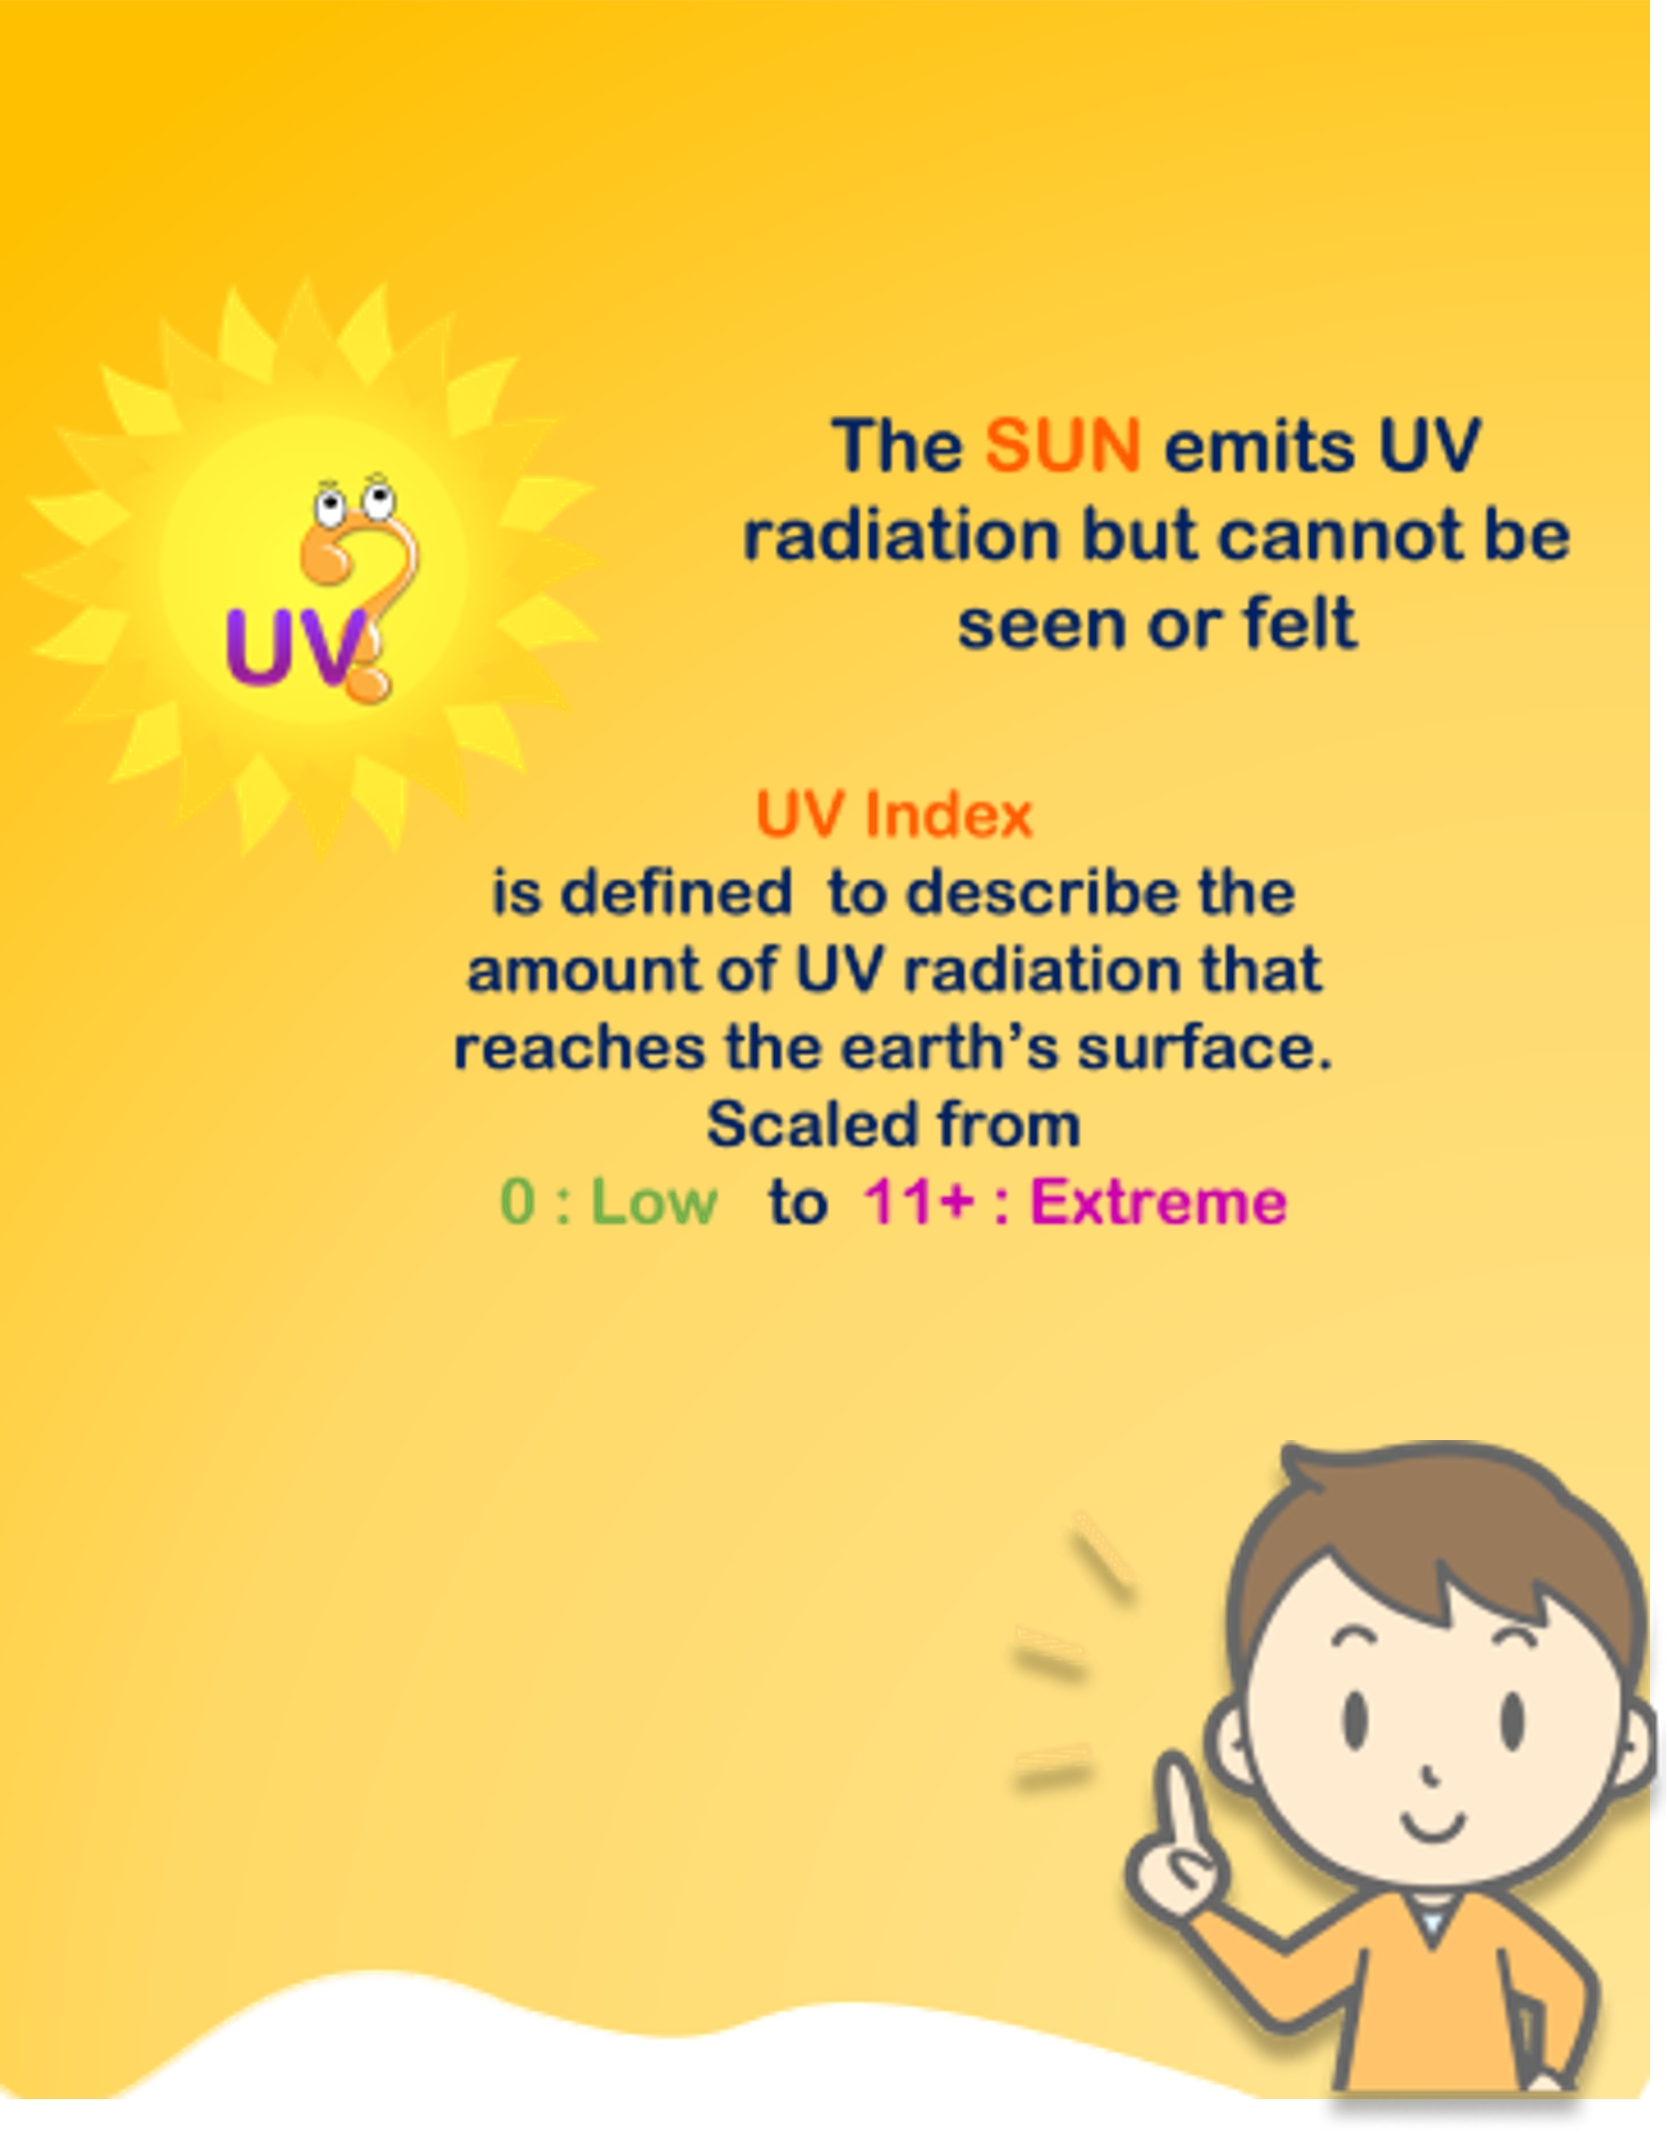 UV
The SUN emits UV
radiation but cannot be
seen or felt
UV Index
is defined  to describe the
amount of UV radiation that
reaches the earth’s surface.
Scaled from
0 : Low   to  11+ : Extreme